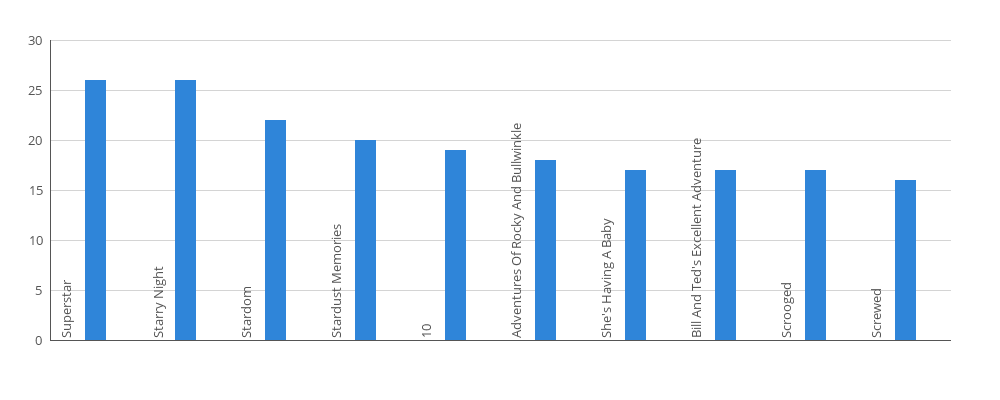 30
25
20
15
10
5
0
Superstar
Starry Night
Stardom
Stardust Memories
10
Adventures Of Rocky And Bullwinkle
She's Having A Baby
Bill And Ted's Excellent Adventure
Scrooged
Screwed